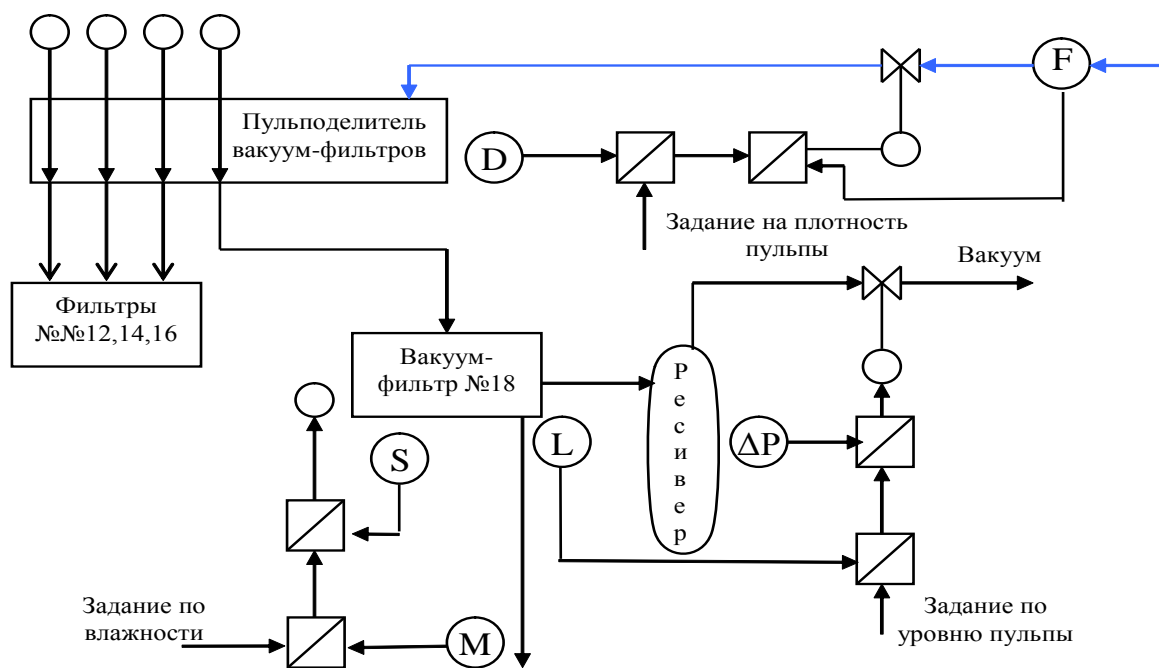 F
Пульподелитель
вакуум-фильтров
D
Задание на плотность
пульпы
Вакуум
Фильтры
№№12,14,16
Вакуум-
фильтр №18
Р
е
с
и
в
е
р
S
L
ΔP
Задание по
влажности
M
Задание по
уровню пульпы